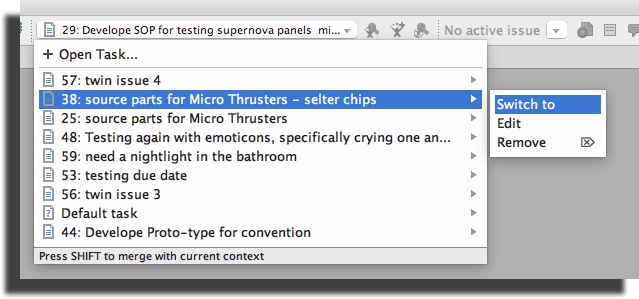 29: Develope SOP for testing supernova panels mi...
No active issue
Open Task...
57: twin issue 4
38: source parts for Micro Thrusters - selter chips
Switch to
25: source parts for Micro Thrusters
Edit
48: Testing again with emoticons, specifically crying one an...
Remove
59: need a nightlight in the bathroom
53: testing due date
56: twin issue 3
Default task
44: Develope Proto-type for convention
Press SHIFT to merge with current context